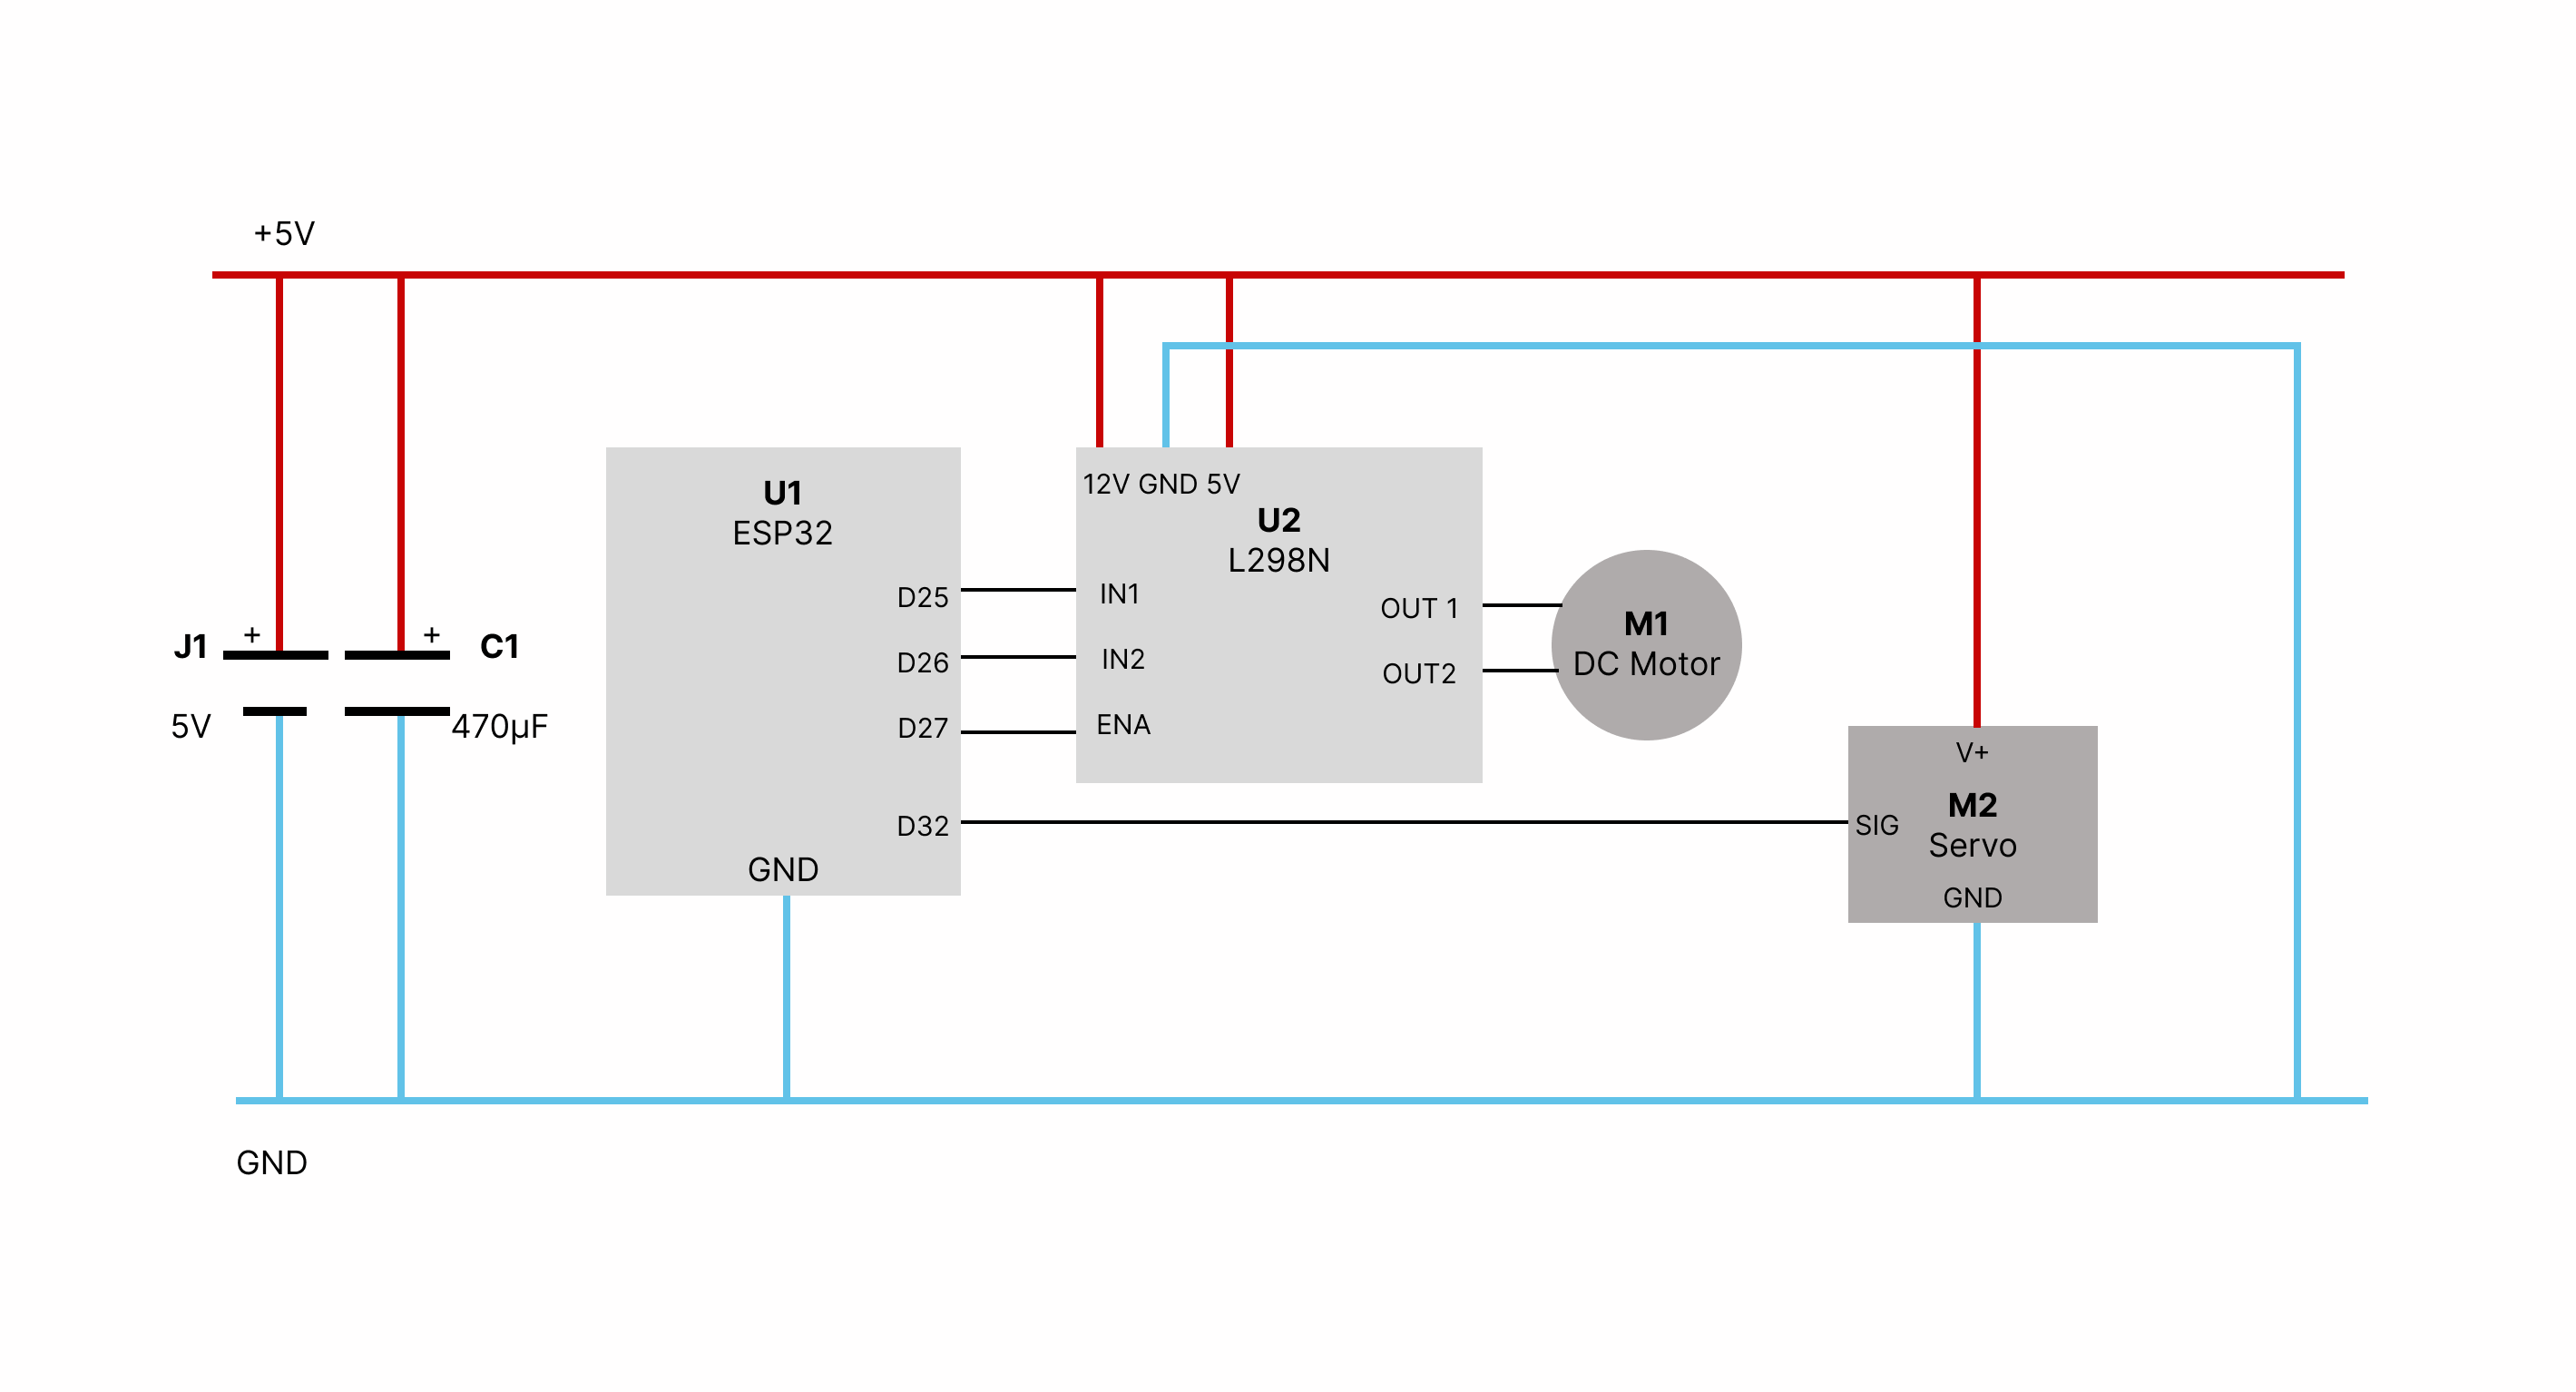 +5V
U1
ESP32
12V GND 5V
U2
L298N
D25
IN1
OUT 1
M1
DC Motor
J1
+
+
C1
D26
IN2
OUT2
5V
470µF
D27
ENA
V+
M2
D32
SIG
Servo
GND
GND
GND